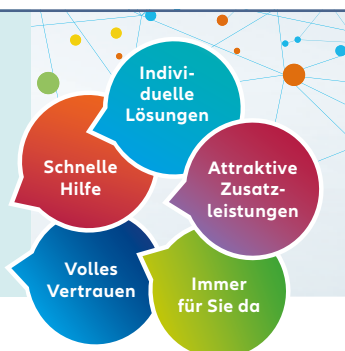 Indivi-
duelle
Lösungen
Schnelle
Hilfe
Attraktive
Zusatz-
leistungen
Volles
Vertrauen
Immer
für Sie da